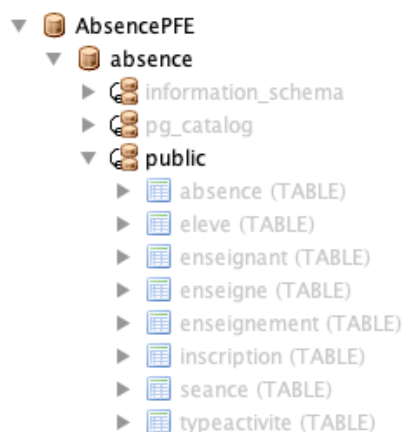 AbsencePFE
absence
information_schema
pg_catalog
public
absence (TABLE)
eleve (TABLE)
enseignant (TABLE)
enseigne (TABLE)
enseignement (TABLE)
inscription (TABLE)
seance (TABLE)
typeactivite (TABLE)